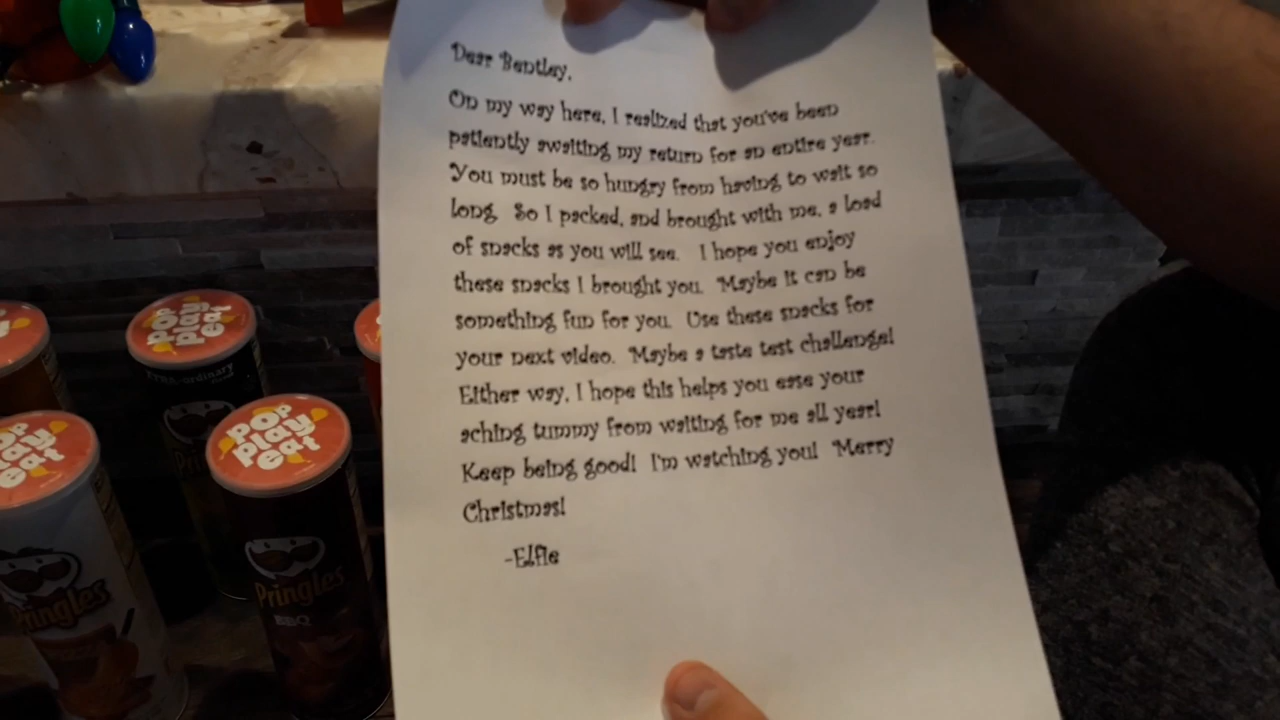 Dear Bentley,
On my way here, I realized that you've been
patiently awaiting my return for an entire year.
You must be so hungry from having to wait so
long. So I packed, and brought with me, a load
of snacks as you will see. I hope you enjoy
these snacks I brought you. Maybe it can be
something fun for you. Use these snacks for
your next video. Maybe a taste test challenge!
Either way, I hope this helps you ease your
aching tummy from waiting for me all year!
Keep being good! I'm watching you! Merry
Christmas!
-Elfie
POP
play
eat
POP
play
eat
Pringles
BBQ
play
eat
Pringles